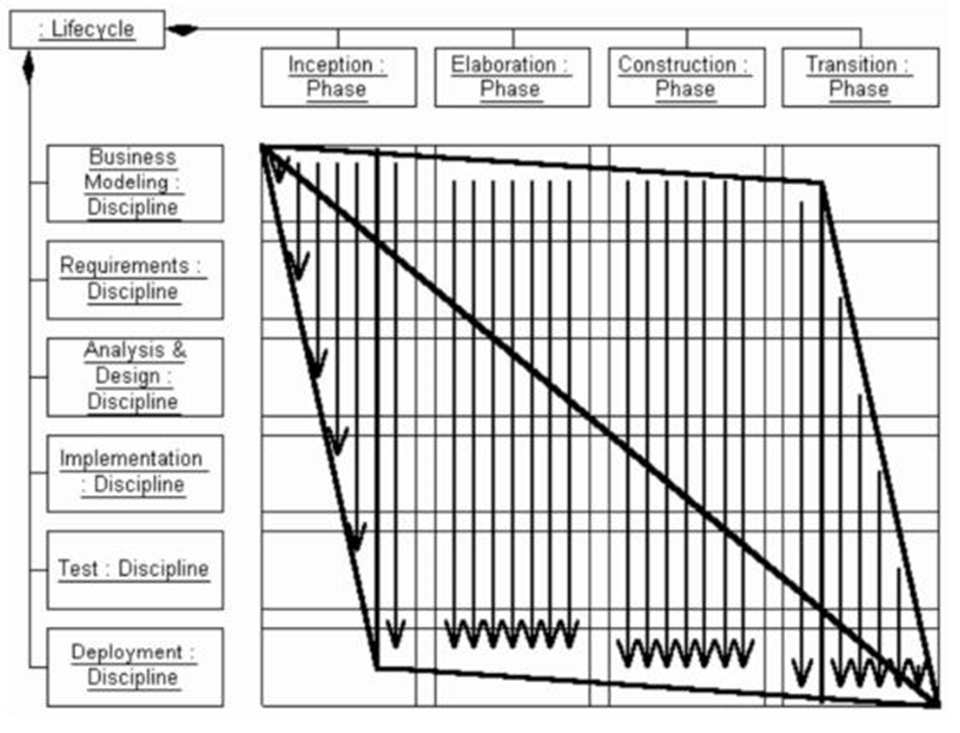 : Lifecycle
Inception :
Phase
Elaboration :
Phase
Construction :
Phase
Transition :
Phase
Business
Modeling :
Discipline
Requirements :
Discipline
Analysis &
Design :
Discipline
Implementation
: Discipline
Test : Discipline
Deployment :
Discipline